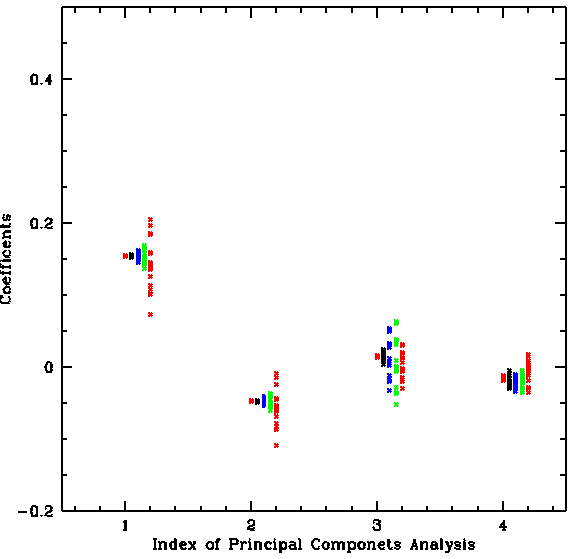 0.4
0.2
0
-0.2
1 2 3 4
Coefficents
Index of Principal Componets Analysis